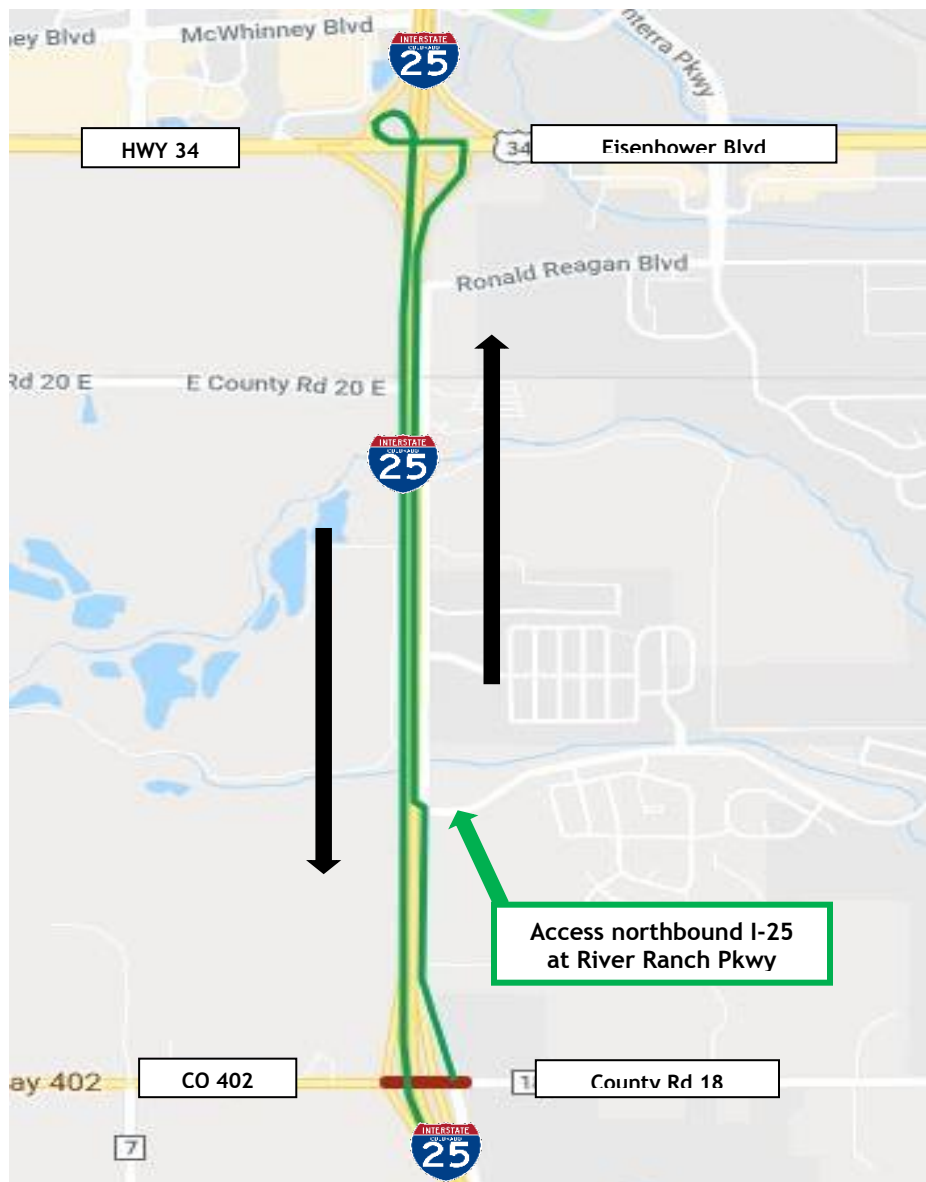 ey Blvd
McWhinney Blvd
nterra Pkwy
INTERSTATE
COLORADO
25
HWY 34
34
Eisenhower Blvd
Ronald Reagan Blvd
Rd 20 E
E County Rd 20 E
INTERSTATE
COLORADO
25
Access northbound I-25
at River Ranch Pkwy
ay 402
CO 402
County Rd 18
7
INTERSTATE
COLORADO
25